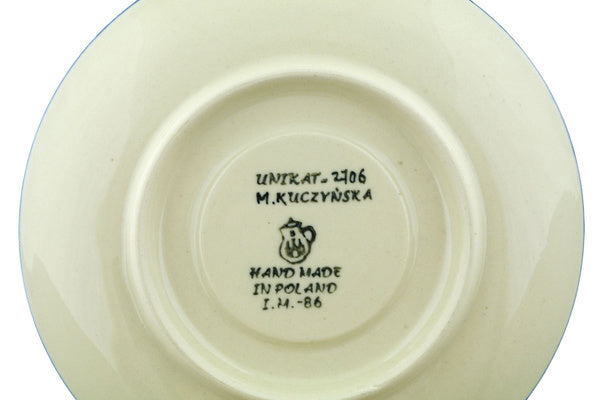 UNIKAT-2706
M.KUCZYŃSKA
HAND MADE
IN POLAND
I.M.-86